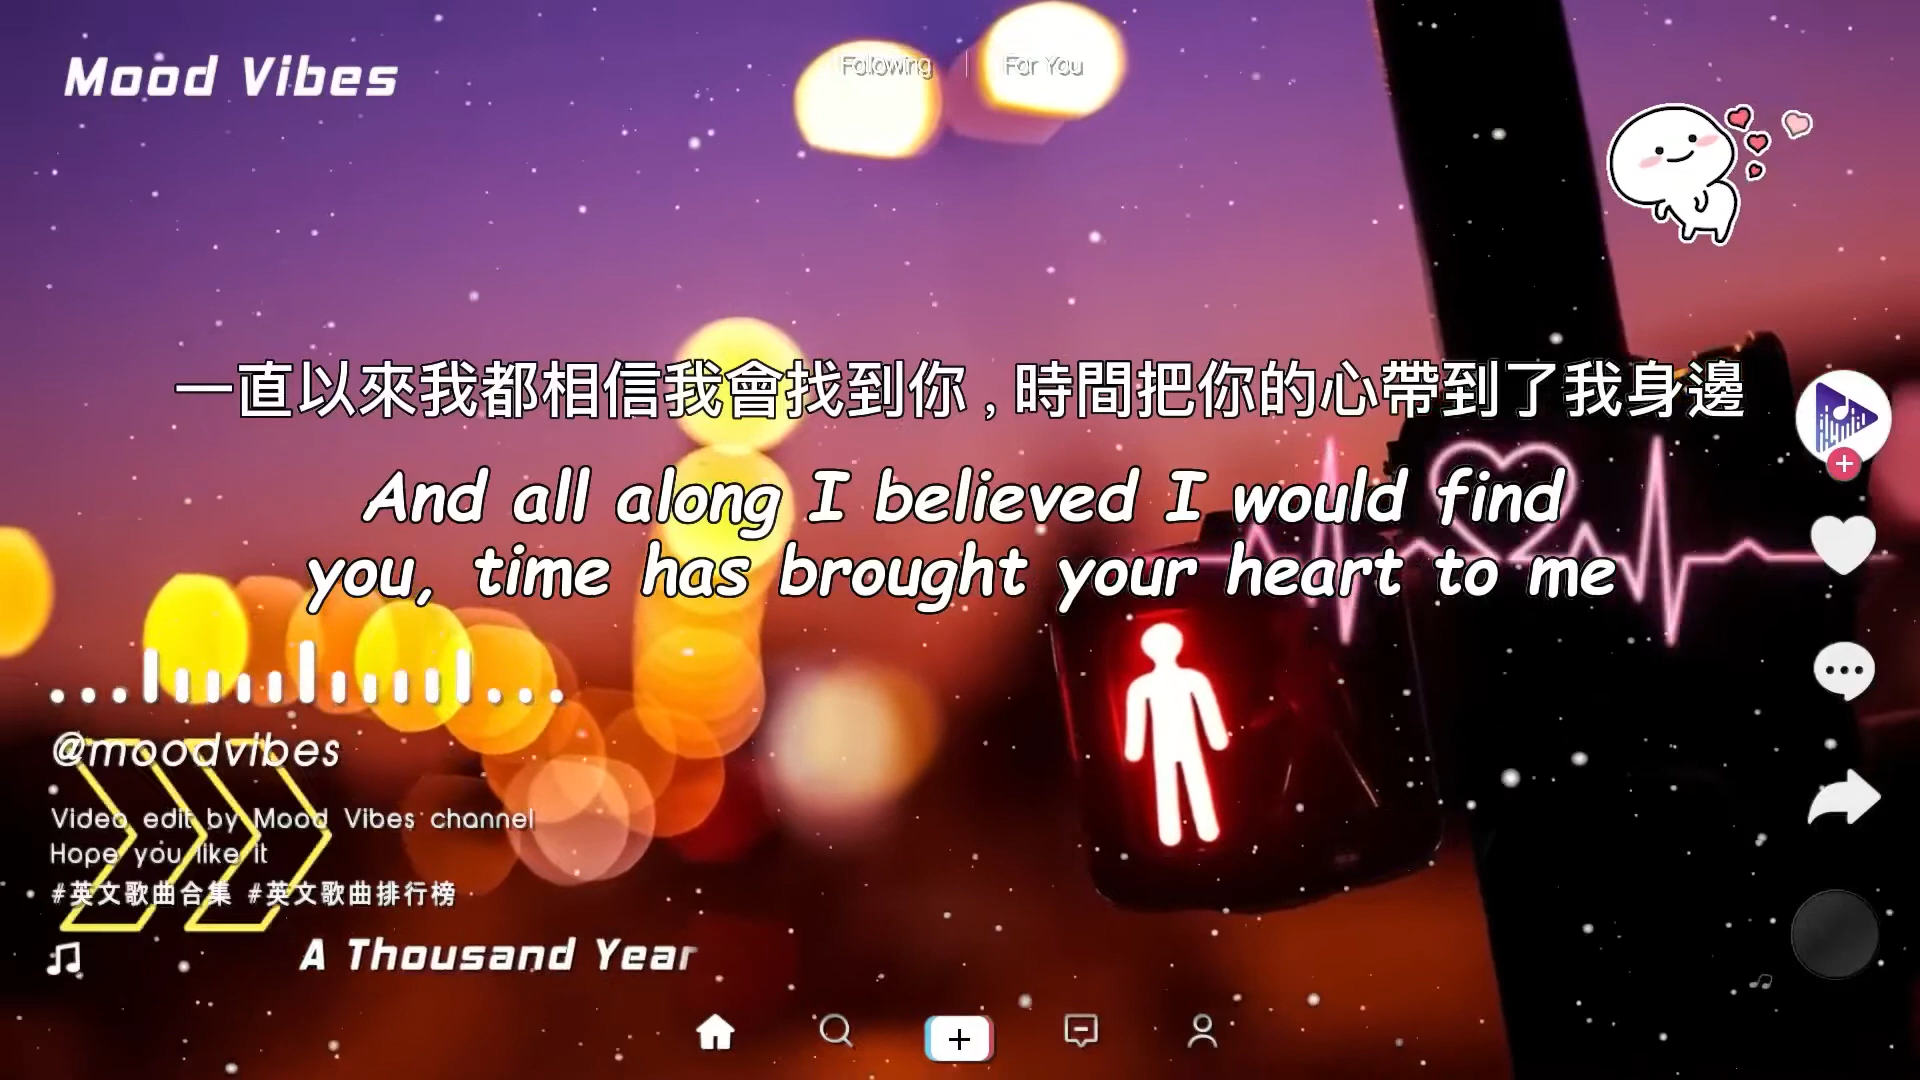 Mood Vibes
Following | For You
一直以來我都相信我會找到你 , 時間把你的心帶到了我身邊
And all along I believed I would find
you, time has brought your heart to me
@moodvibes
Video edit by Mood Vibes channel
Hope you like it
#英文歌曲合集 #英文歌曲排行榜
A Thousand Year